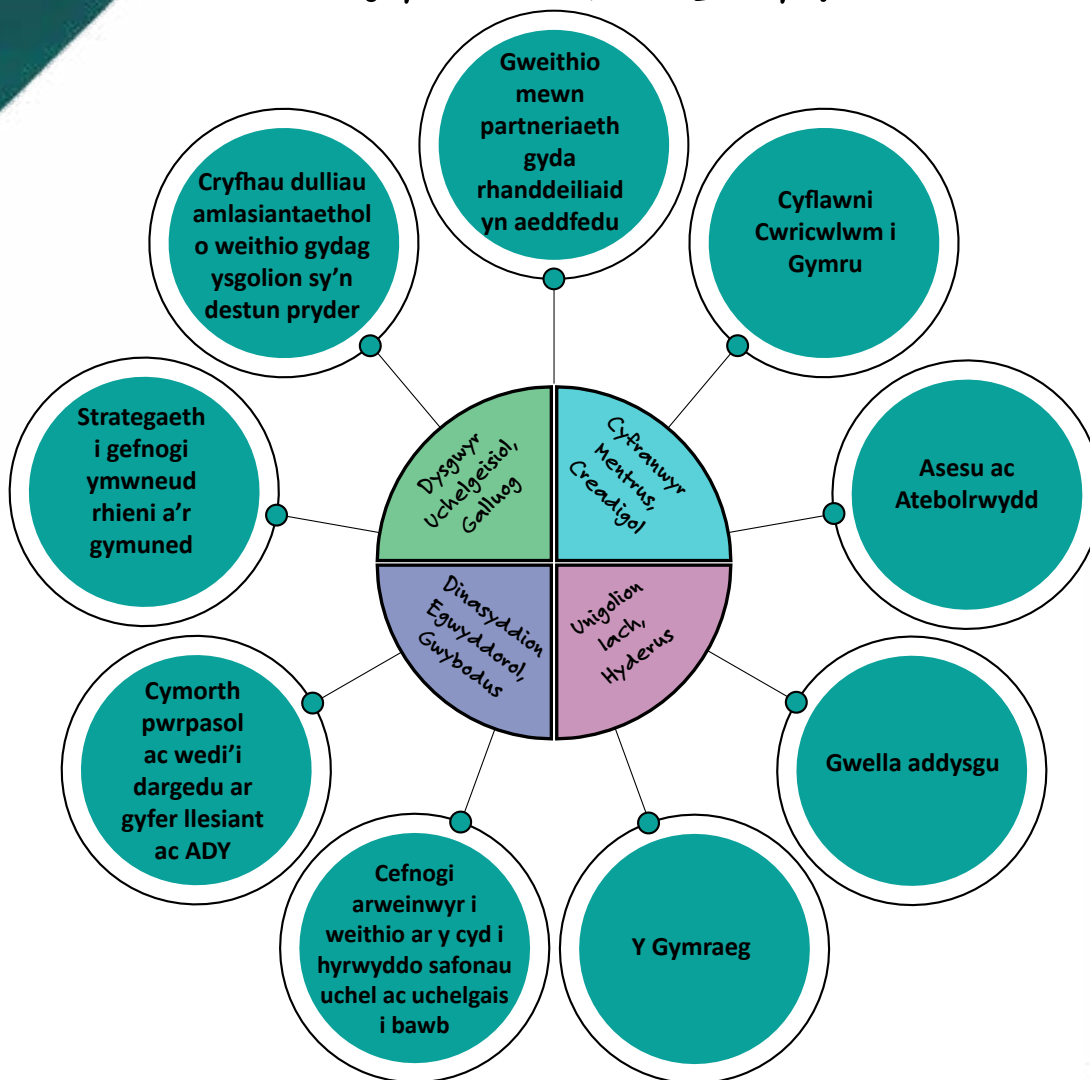 Gweithio
mewn
partneriaeth
gyda
rhanddeiliaid
yn aeddfedu
Cyflawni
Cwricwlwm i
Gymru
Asesu ac
Atebolrwydd
Gwella addysgu
Y Gymraeg
Cefnogi
arweinwyr i
weithio ar y cyd i
hyrwyddo safonau
uchel ac uchelgais
i bawb
Cymorth
pwrpasol
ac wedi’i
dargedu ar
gyfer llesiant
ac ADY
Strategaeth
i gefnogi
ymwneud
rhieni a’r
gymuned
Cryfhau dulliau
amlasiantaethol
o weithio gydag
ysgolion sy’n
destun pryder
Dysgwyr
Uchelgeisiol,
Galluog
Cyfranwyr
Mentrus,
Creadigol
Dinasyddion
Egwyddorol,
Gwybodus
Unigolion
Iach,
Hyderus